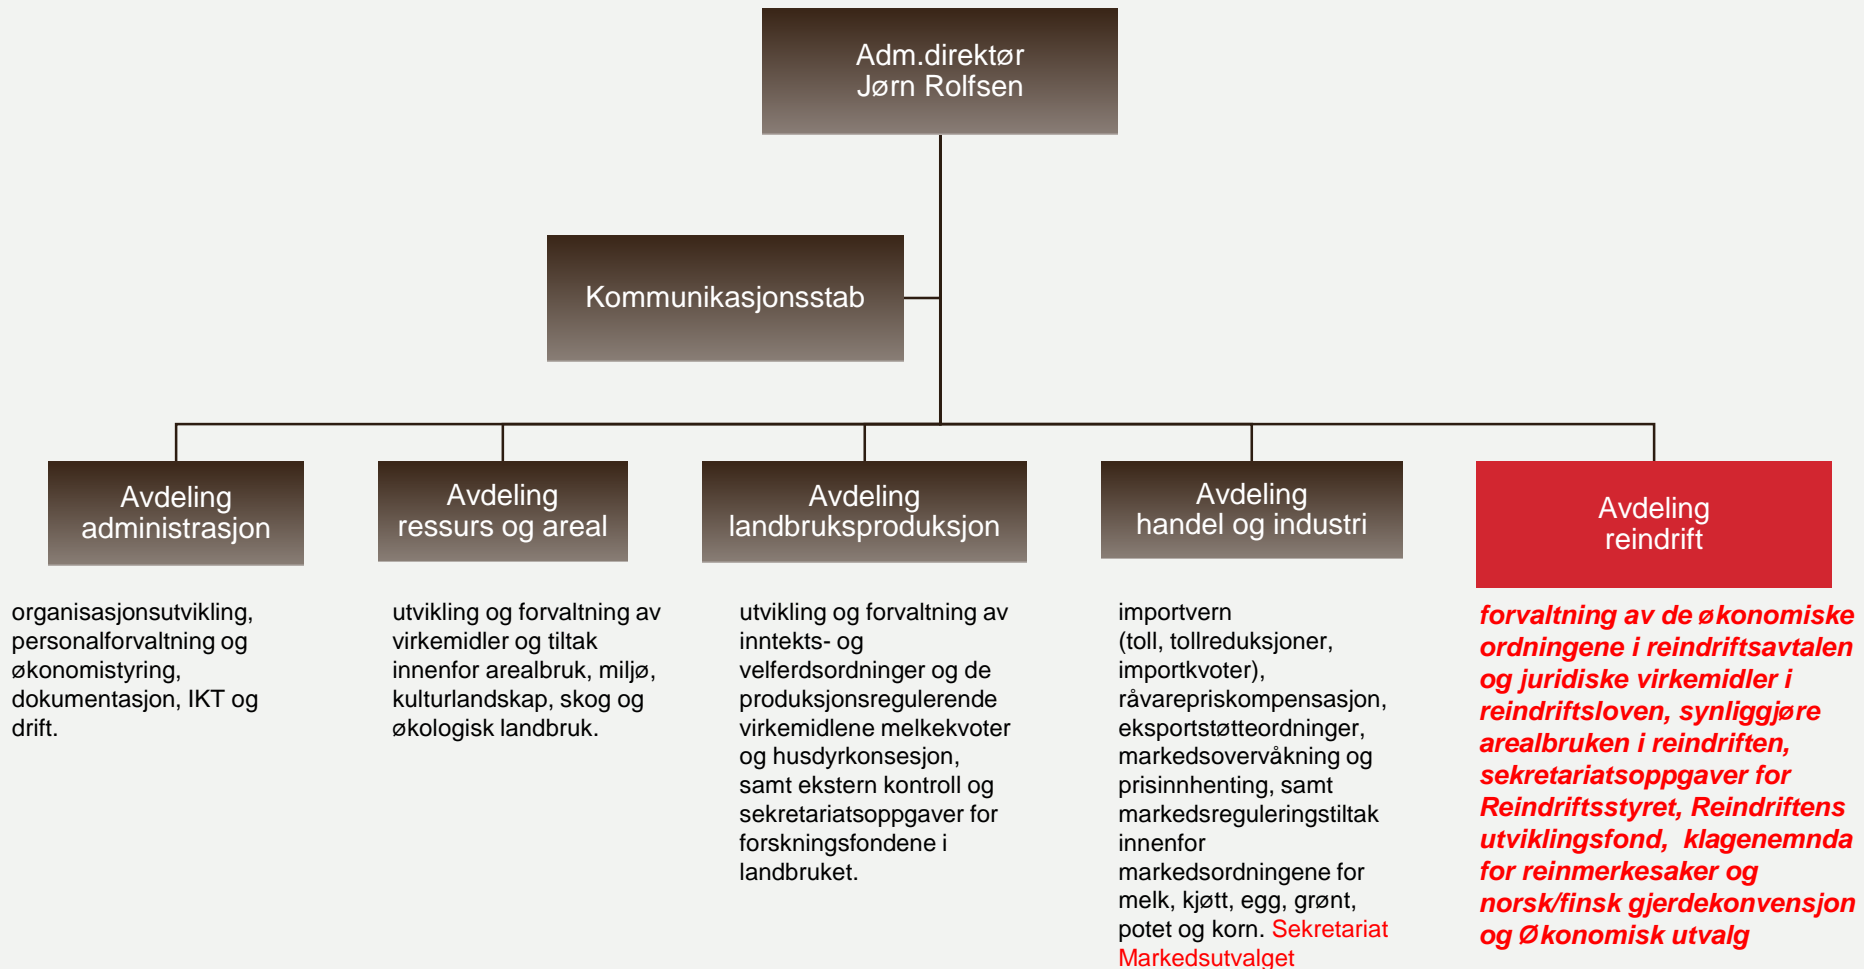 Adm.direktør
Jørn Rolfsen
Kommunikasjonsstab
Avdeling
administrasjon
organisasjonsutvikling,
personalforvaltning og
økonomistyring,
dokumentasjon, IKT og
drift.
Avdeling
ressurs og areal
utvikling og forvaltning av
virkemidler og tiltak
innenfor arealbruk, miljø,
kulturlandskap, skog og
økologisk landbruk.
Avdeling
landbruksproduksjon
utvikling og forvaltning av
inntekts- og
velferdsordninger og de
produksjonsregulerende
virkemidlene melkekvoter
og husdyrkonsesjon,
samt ekstern kontroll og
sekretariatsoppgaver for
forskningsfondene i
landbruket.
Avdeling
handel og industri
importvern
(toll, tollreduksjoner,
importkvoter),
råvarepriskompensasjon,
eksportstøtteordninger,
markedsovervåkning og
prisinnhenting, samt
markedsreguleringstiltak
innenfor
markedsordningene for
melk, kjøtt, egg, grønt,
potet og korn. Sekretariat
Markedsutvalget
Avdeling
reindrift
forvaltning av de økonomiske
ordningene i reindriftsavtalen
og juridiske virkemidler i
reindriftsloven, synliggjøre
arealbruken i reindriften,
sekretariatsoppgaver for
Reindriftsstyret, Reindriftens
utviklingsfond, klagenemnda
for reinmerkesaker og
norsk/finsk gjerdekonvensjon
og Økonomisk utvalg